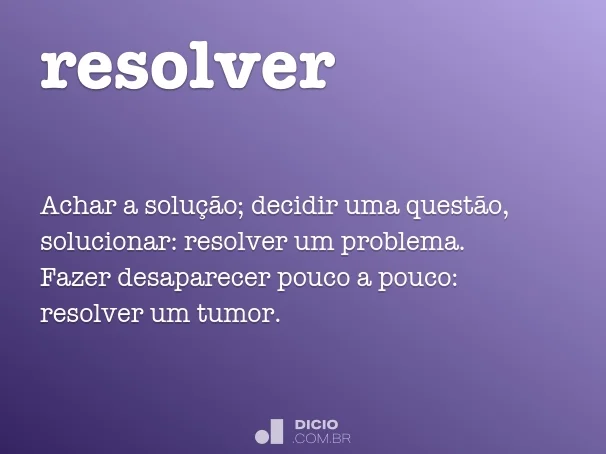 resolver
Achar a solução; decidir uma questão,
solucionar: resolver um problema.
Fazer desaparecer pouco a pouco:
resolver um tumor.
DICIO
.COM.BR